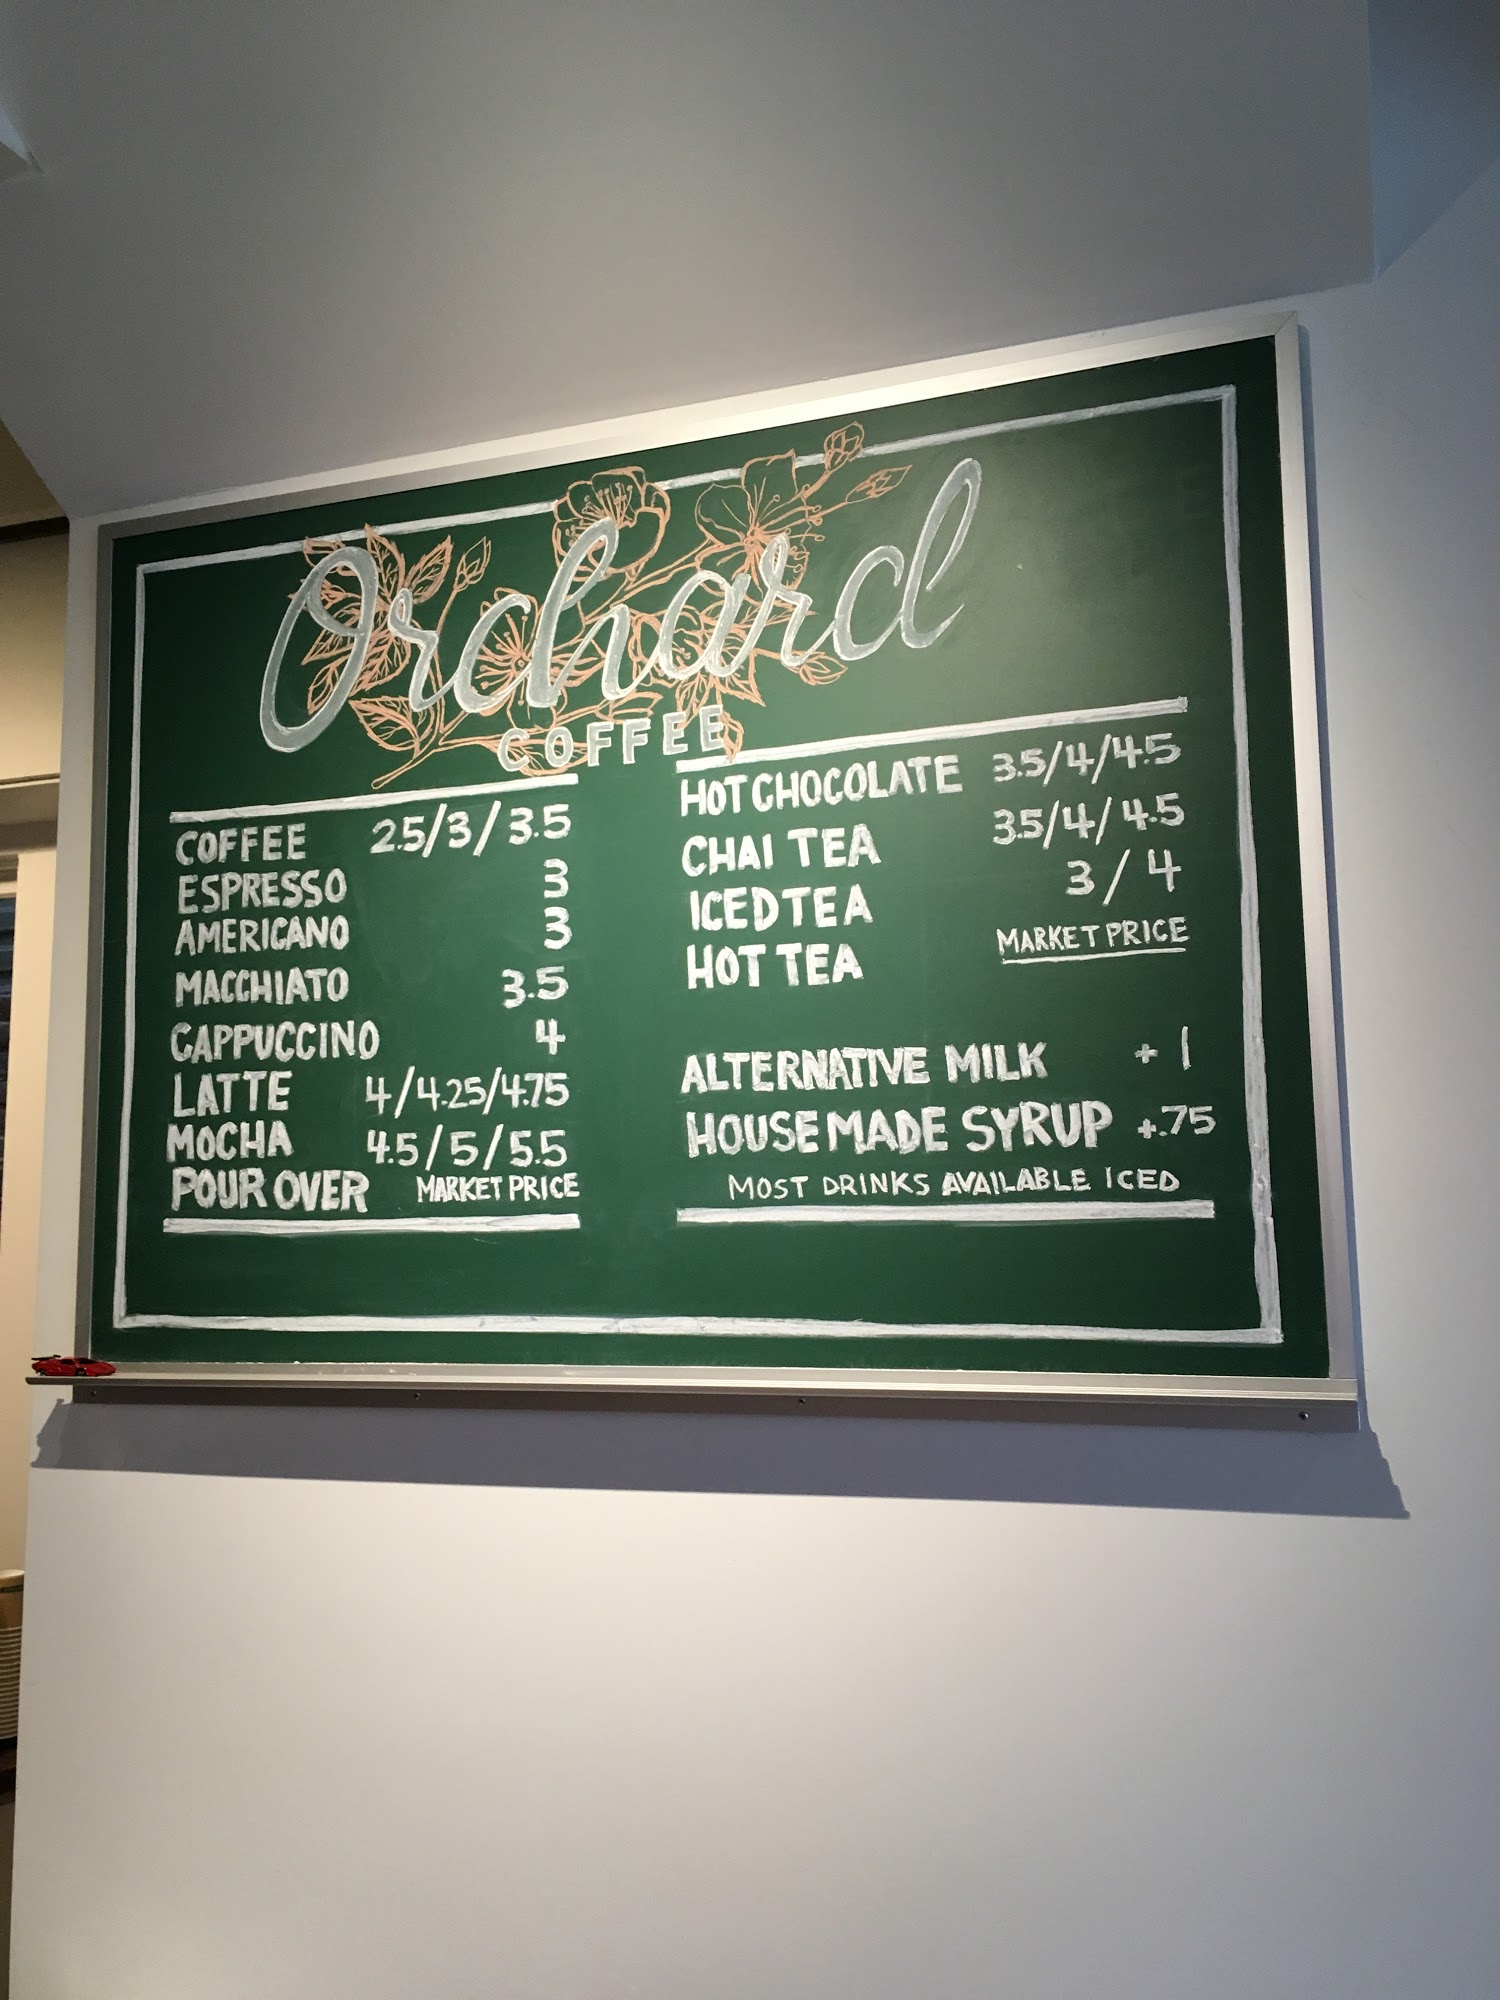 Orchard
COFFEE
COFFEE 2.5/3/3.5
ESPRESSO 3
AMERICANO 3
MACCHIATO 3.5
CAPPUCCINO 4
LATTE 4/4.25/4.75
MOCHA 4.5/5/5.5
POUR OVER MARKET PRICE
HOT CHOCOLATE 3.5/4/4.5
CHAI TEA 3.5/4/4.5
ICED TEA 3/4
HOT TEA MARKET PRICE
ALTERNATIVE MILK +1
HOUSEMADE SYRUP +.75
MOST DRINKS AVAILABLE ICED